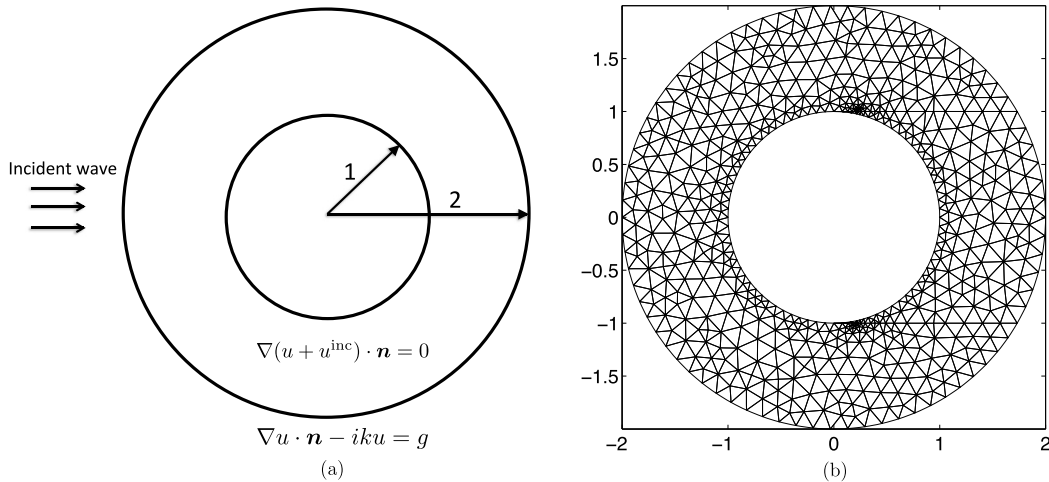 Incident wave
1
2
∇(u + u^inc) · n = 0
∇u · n − iku = g
(a)
1.5
1
0.5
0
−0.5
−1
−1.5
−2
−1
0
1
2
(b)